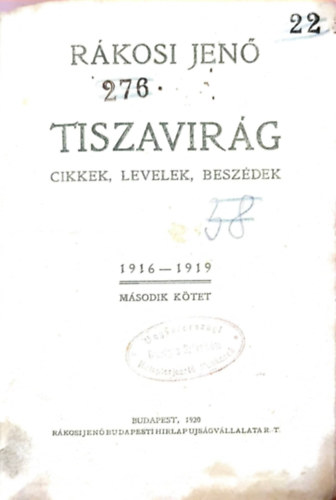 22
RÁKOSI JENŐ
276.
TISZAVIRÁG
CIKKEK, LEVELEK, BESZÉDEK
58
1916—1919
MÁSODIK KÖTET
BUDAPEST, 1920
RÁKOSI JENŐ BUDAPESTI HIRLAP UJSÁGVÁLLALATA R.-T.